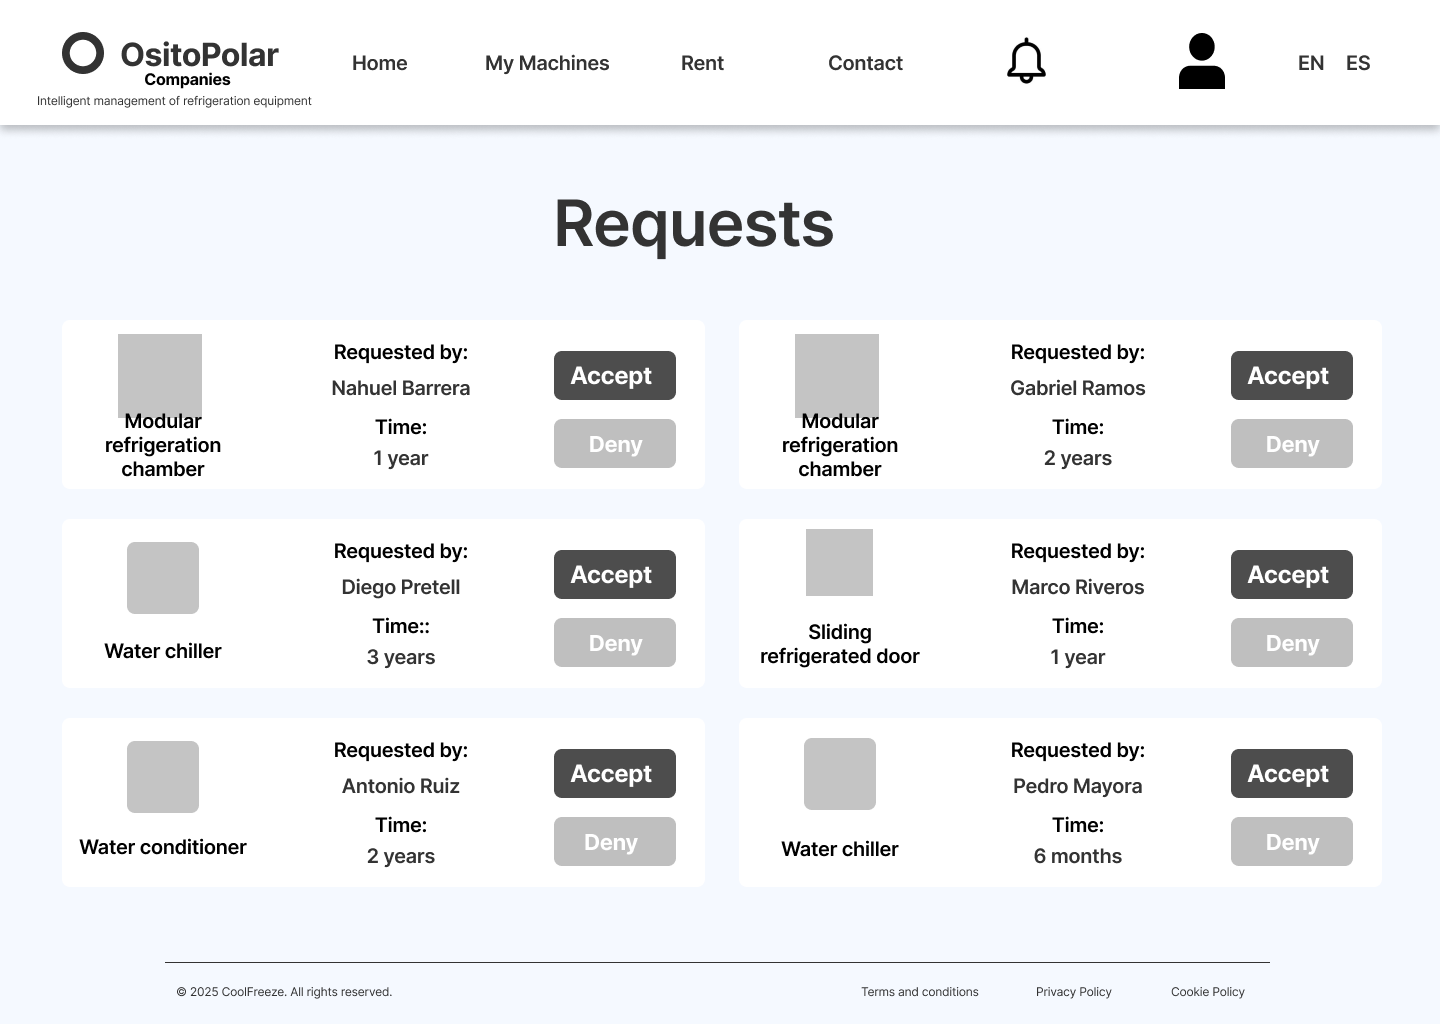 OsitoPolar
Companies
Intelligent management of refrigeration equipment
Home
My Machines
Rent
Contact
EN
ES
Requests
Modular
refrigeration
chamber
Requested by:
Nahuel Barrera
Time:
1 year
Accept
Deny
Modular
refrigeration
chamber
Requested by:
Gabriel Ramos
Time:
2 years
Accept
Deny
Water chiller
Requested by:
Diego Pretell
Time::
3 years
Accept
Deny
Sliding
refrigerated door
Requested by:
Marco Riveros
Time:
1 year
Accept
Deny
Water conditioner
Requested by:
Antonio Ruiz
Time:
2 years
Accept
Deny
Water chiller
Requested by:
Pedro Mayora
Time:
6 months
Accept
Deny
© 2025 CoolFreeze. All rights reserved.
Terms and conditions
Privacy Policy
Cookie Policy